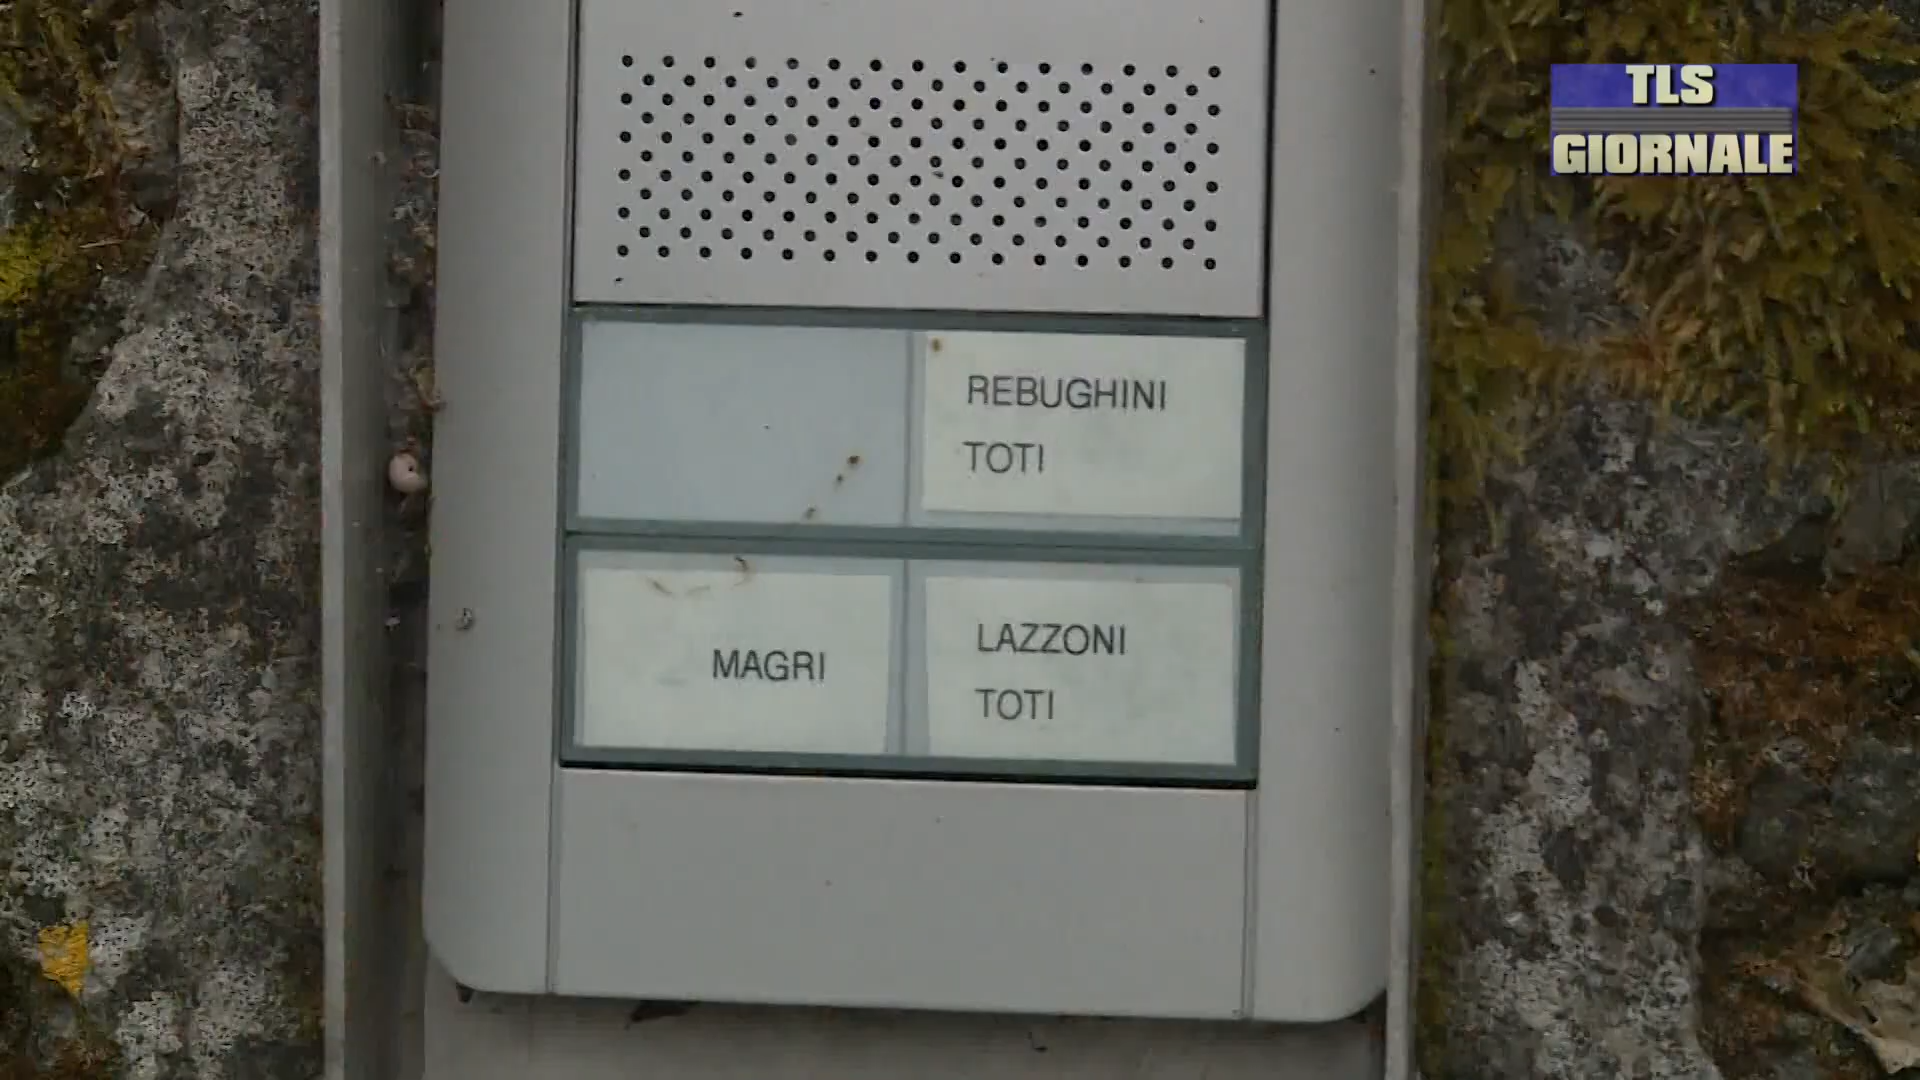 TLS
GIORNALE
REBUGHINI
TOTI
MAGRI
LAZZONI
TOTI